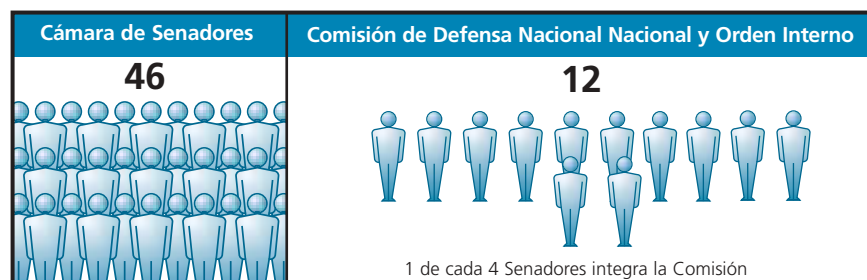 Cámara de Senadores
46
Comisión de Defensa Nacional Nacional y Orden Interno
12
1 de cada 4 Senadores integra la Comisión